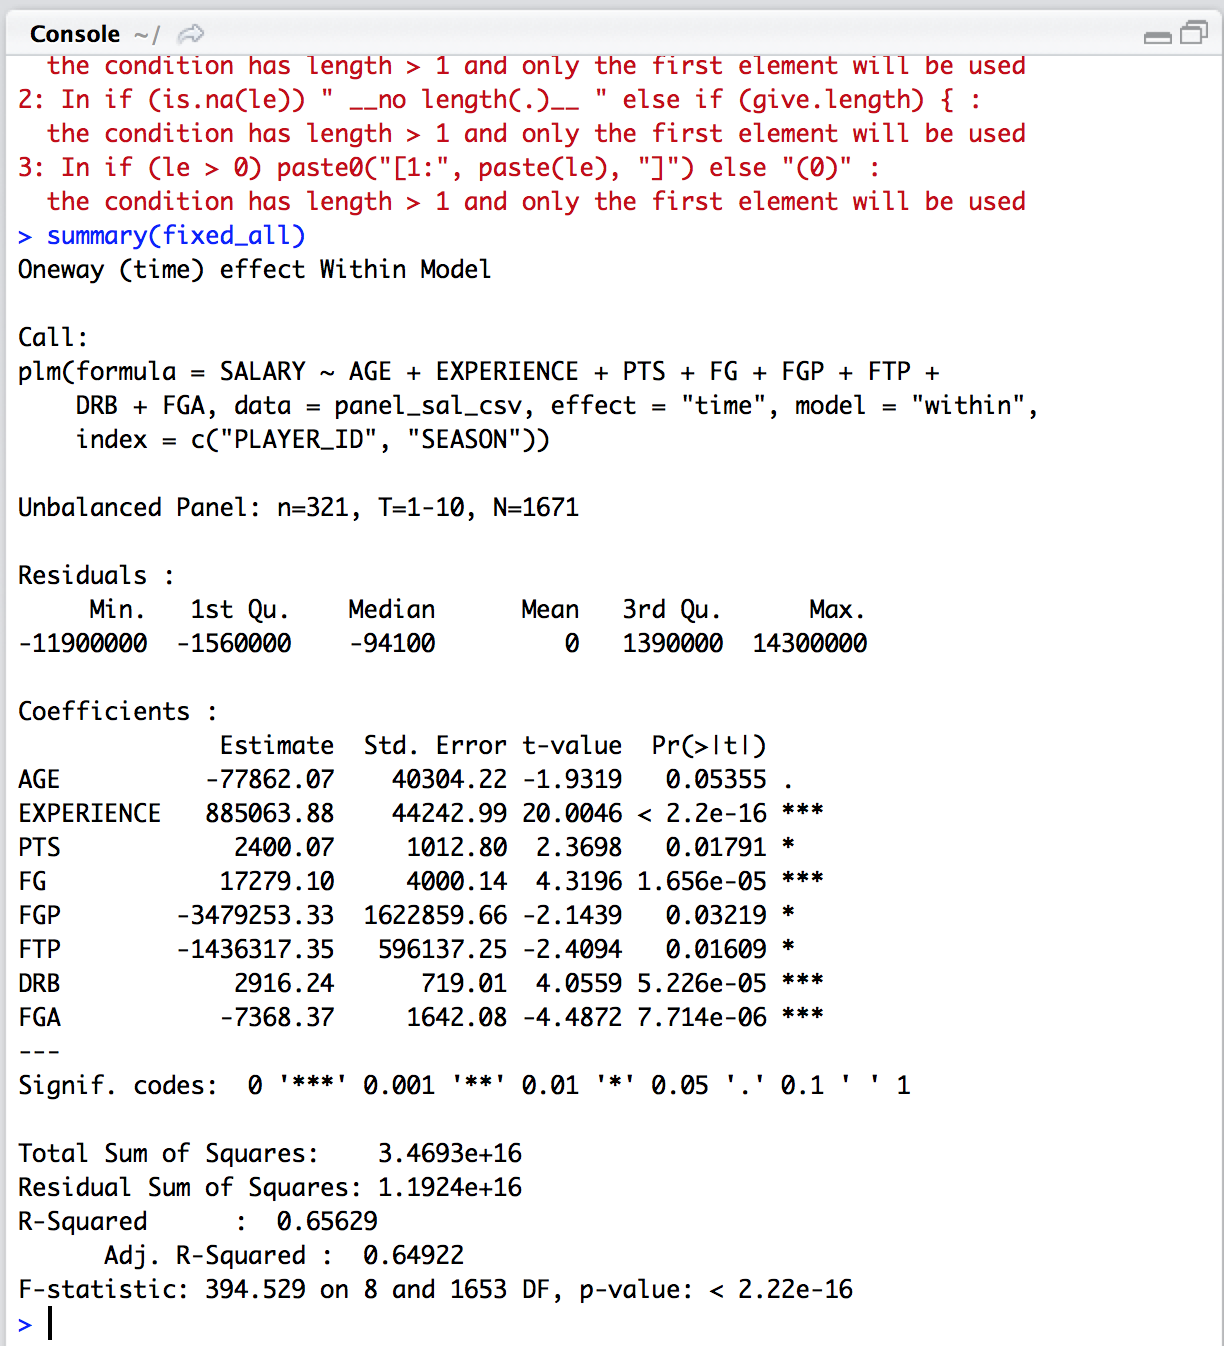 Console ~/
the condition has length > 1 and only the first element will be used
2: In if (is.na(le)) " __no length(.)__ " else if (give.length) { :
  the condition has length > 1 and only the first element will be used
3: In if (le > 0) paste0("[1:", paste(le), "]") else "(0)" :
  the condition has length > 1 and only the first element will be used
> summary(fixed_all)
Oneway (time) effect Within Model

Call:
plm(formula = SALARY ~ AGE + EXPERIENCE + PTS + FG + FGP + FTP +
    DRB + FGA, data = panel_sal_csv, effect = "time", model = "within",
    index = c("PLAYER_ID", "SEASON"))

Unbalanced Panel: n=321, T=1-10, N=1671

Residuals :
     Min.   1st Qu.    Median      Mean   3rd Qu.      Max.
-11900000  -1560000    -94100         0   1390000  14300000

Coefficients :
              Estimate  Std. Error t-value  Pr(>|t|)
AGE          -77862.07    40304.22 -1.9319   0.05355 .
EXPERIENCE   885063.88    44242.99 20.0046 < 2.2e-16 ***
PTS            2400.07     1012.80  2.3698   0.01791 *
FG            17279.10     4000.14  4.3196 1.656e-05 ***
FGP        -3479253.33  1622859.66 -2.1439   0.03219 *
FTP        -1436317.35   596137.25 -2.4094   0.01609 *
DRB            2916.24      719.01  4.0559 5.226e-05 ***
FGA           -7368.37     1642.08 -4.4872 7.714e-06 ***
---
Signif. codes:  0 '***' 0.001 '**' 0.01 '*' 0.05 '.' 0.1 ' ' 1

Total Sum of Squares:    3.4693e+16
Residual Sum of Squares: 1.1924e+16
R-Squared      :  0.65629
      Adj. R-Squared :  0.64922
F-statistic: 394.529 on 8 and 1653 DF, p-value: < 2.22e-16
>